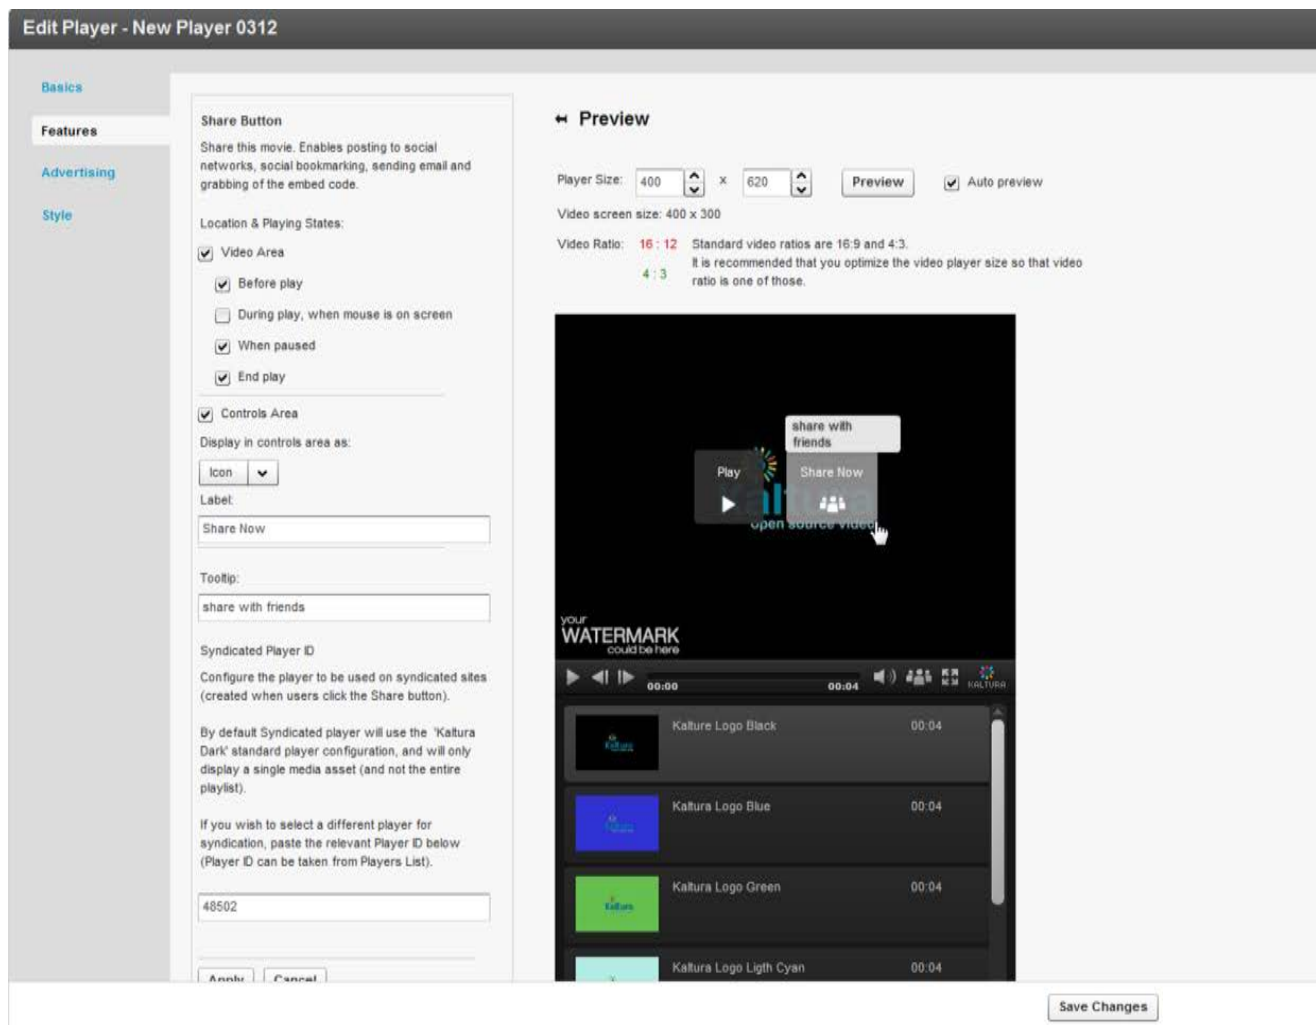 Edit Player - New Player 0312
Basics
Features
Advertising
Style
Share Button
Share this movie. Enables posting to social
networks, social bookmarking, sending email and
grabbing of the embed code.
Location & Playing States:
Video Area
Before play
During play, when mouse is on screen
When paused
End play
Controls Area
Display in controls area as:
Icon
Label:
Share Now
Tooltip:
share with friends
Syndicated Player ID
Configure the player to be used on syndicated sites
(created when users click the Share button).
By default Syndicated player will use the 'Kaltura
Dark' standard player configuration, and will only
display a single media asset (and not the entire
playlist).
If you wish to select a different player for
syndication, paste the relevant Player ID below
(Player ID can be taken from Players List).
48502
Apply Cancel
Preview
Player Size: 400 x 620 Preview Auto preview
Video screen size: 400 x 300
Video Ratio: 16 : 12 Standard video ratios are 16:9 and 4:3.
It is recommended that you optimize the video player size so that video
4 : 3 ratio is one of those.
share with
friends
Play Share Now
Kaltura
open source video
your
WATERMARK
could be here
00:00 00:04 KALTURA
Kalture Logo Black 00:04
Kaltura Logo Blue 00:04
Kaltura Logo Green 00:04
Kaltura Logo Ligth Cyan 00:04
Save Changes